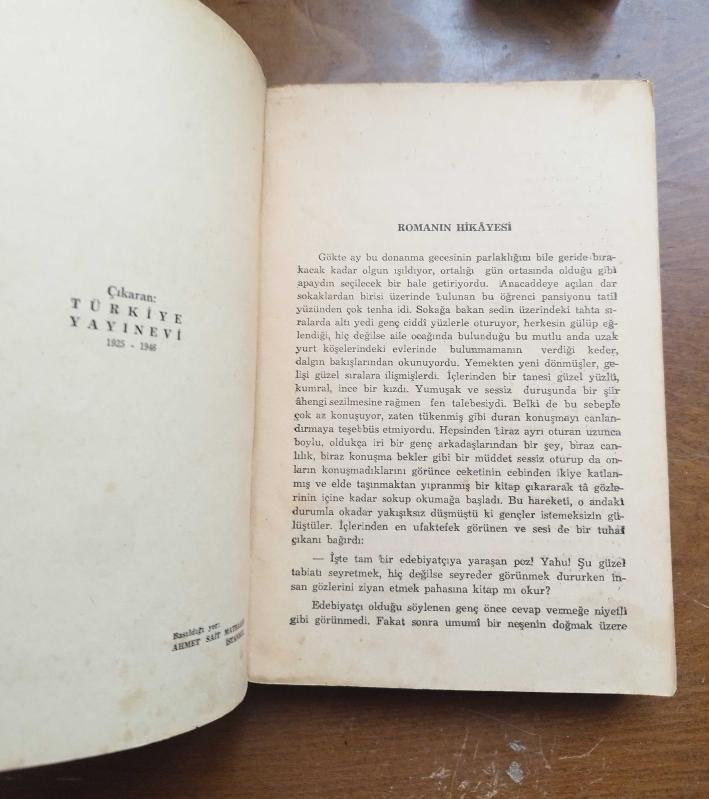 Çıkaran:
TÜRKİYE
YAYINEVİ
1925 - 1946
Basıldığı yer:
AHMET SAİT
İSTANBUL
ROMANIN HİKÂYESİ
Gökte ay bu donanma gecesinin parlaklığını bile geride bıra-
kacak kadar olgun ışıldıyor, ortalığı gün ortasında olduğu gibi
apaydın seçilecek bir hale getiriyordu. Anacaddeye açılan dar
sokaklardan birisi üzerinde bulunan bu öğrenci pansiyonu tatil
yüzünden çok tenha idi. Sokağa bakan sedin üzerindeki tahta sı-
ralarda altı yedi genç ciddî yüzlerle oturuyor, herkesin gülüp eğ-
lendiği, hiç değilse aile ocağında bulunduğu bu mutlu anda uzak
yurt köşelerindeki evlerinde bulunmamanın verdiği keder,
dalgın bakışlarından okunuyordu. Yemekten yeni dönmüşler, ge-
lişi güzel sıralara ilişmişlerdi. İçlerinden bir tanesi güzel yüzlü,
kumral, ince bir kızdı. Yumuşak ve sessiz duruşunda bir şiir
âhengi sezilmesine rağmen fen talebesiydi. Belki de bu sebeple
çok az konuşuyor, zaten tükenmiş gibi duran konuşmayı canlan-
dırmaya teşebbüs etmiyordu. Hepsinden biraz ayrı oturan uzunca
boylu, oldukça iri bir genç arkadaşlarından bir şey, biraz can-
lılık, biraz konuşma bekler gibi bir müddet sessiz oturup da on-
ların konuşmadıklarını görünce ceketinin cebinden ikiye katlan-
mış ve elde taşınmaktan yıpranmış bir kitap çıkararak tâ gözle-
rinin içine kadar sokup okumağa başladı. Bu hareketi, o andaki
durumla okadar yakışıksız düşmüştü ki gençler istemeksizin gü-
lüştüler. İçlerinden en ufaktefek görünen ve sesi de bir tuhaf
çıkanı bağırdı:
— İşte tam bir edebiyatçıya yaraşan poz! Yahu! Şu güzel
tabiatı seyretmek, hiç değilse seyreder görünmek dururken in-
san gözlerini ziyan etmek pahasına kitap mı okur?
Edebiyatçı olduğu söylenen genç önce cevap vermeğe niyetli
gibi görünmedi. Fakat sonra umumî bir neşenin doğmak üzere